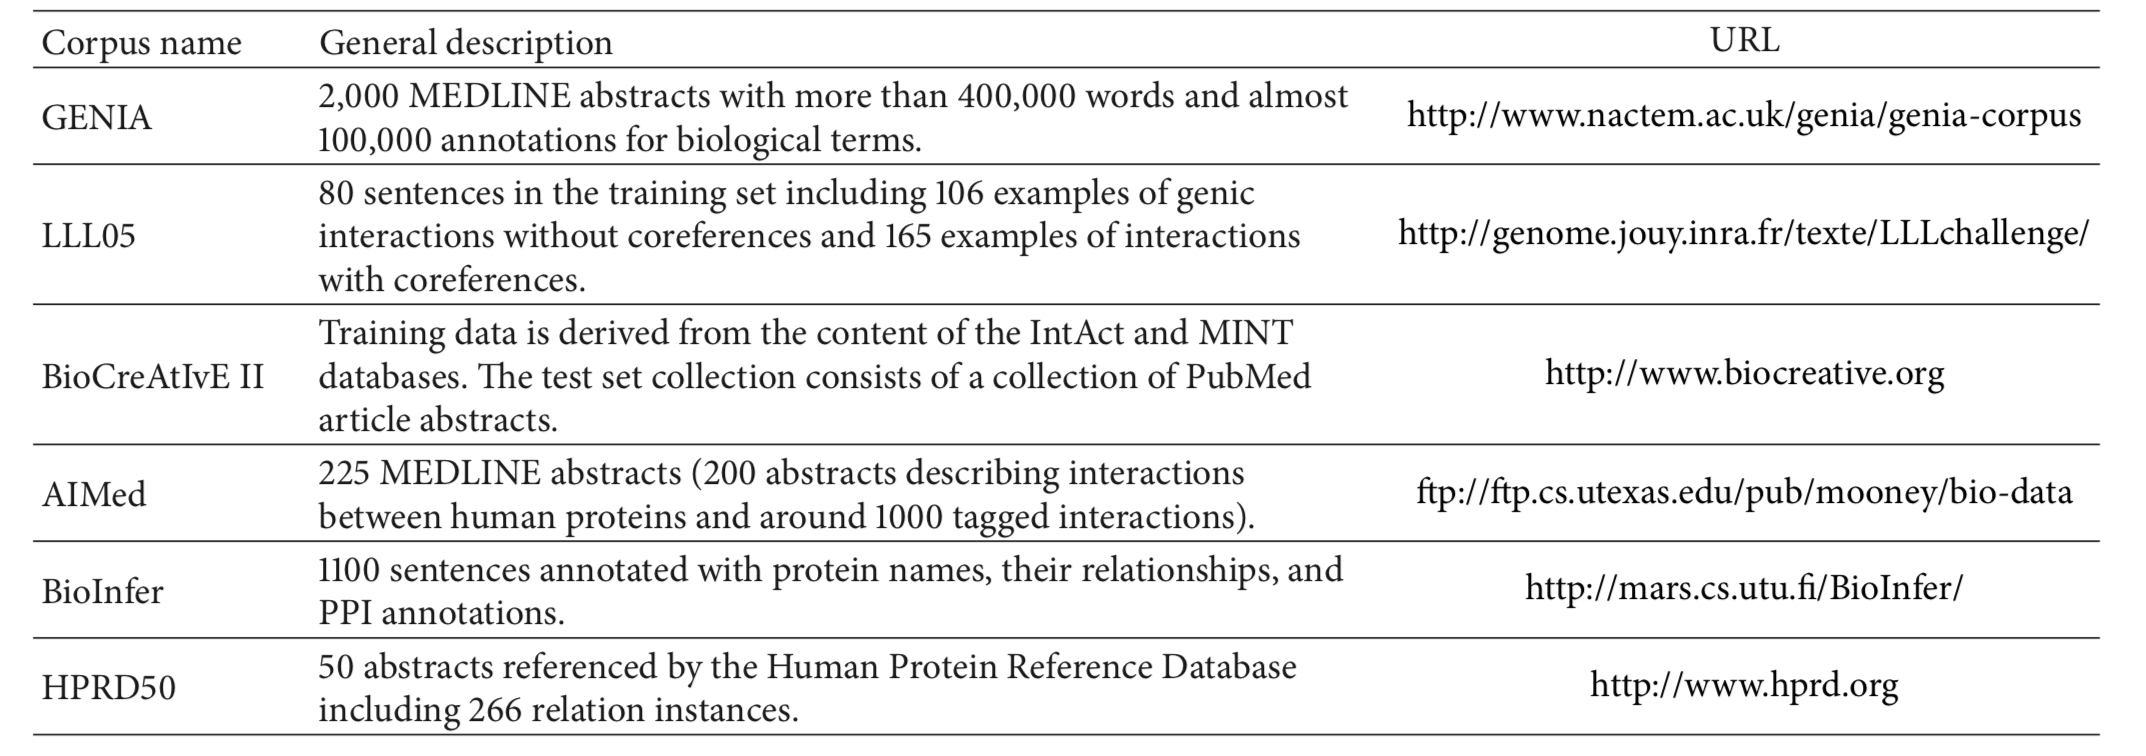 Corpus name General description URL
GENIA
2,000 MEDLINE abstracts with more than 400,000 words and almost
100,000 annotations for biological terms.
http://www.nactem.ac.uk/genia/genia-corpus
LLL05
80 sentences in the training set including 106 examples of genic
interactions without coreferences and 165 examples of interactions
with coreferences.
http://genome.jouy.inra.fr/texte/LLLchallenge/
BioCreAtIvE II
Training data is derived from the content of the IntAct and MINT
databases. The test set collection consists of a collection of PubMed
article abstracts.
http://www.biocreative.org
AIMed
225 MEDLINE abstracts (200 abstracts describing interactions
between human proteins and around 1000 tagged interactions).
ftp://ftp.cs.utexas.edu/pub/mooney/bio-data
BioInfer
1100 sentences annotated with protein names, their relationships, and
PPI annotations.
http://mars.cs.utu.fi/BioInfer/
HPRD50
50 abstracts referenced by the Human Protein Reference Database
including 266 relation instances.
http://www.hprd.org